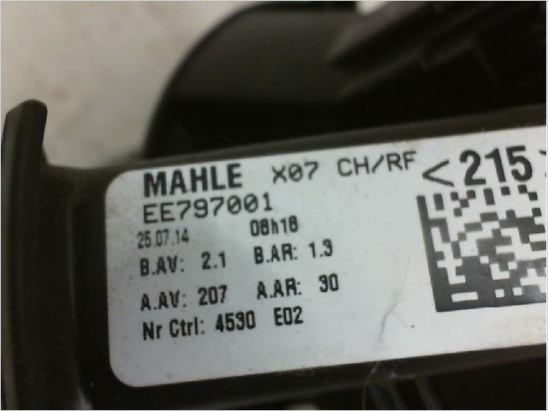 MAHLE X07 CH/RF <215>
EE797001
25.07.14 08h18
B.AV: 2.1 B.AR: 1.3
A.AV: 207 A.AR: 30
Nr Ctrl: 4530 E02